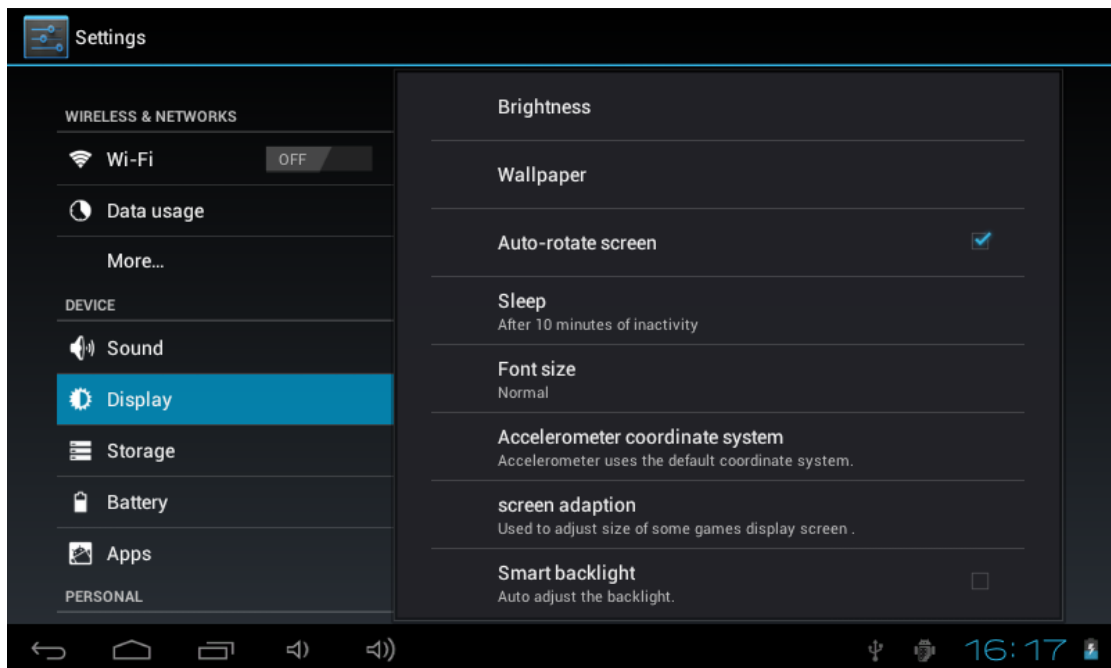 Settings
WIRELESS & NETWORKS
Wi-Fi
OFF
Data usage
More...
DEVICE
Sound
Display
Storage
Battery
Apps
PERSONAL
Brightness
Wallpaper
Auto-rotate screen
Sleep
After 10 minutes of inactivity
Font size
Normal
Accelerometer coordinate system
Accelerometer uses the default coordinate system.
screen adaption
Used to adjust size of some games display screen .
Smart backlight
Auto adjust the backlight.
16:17